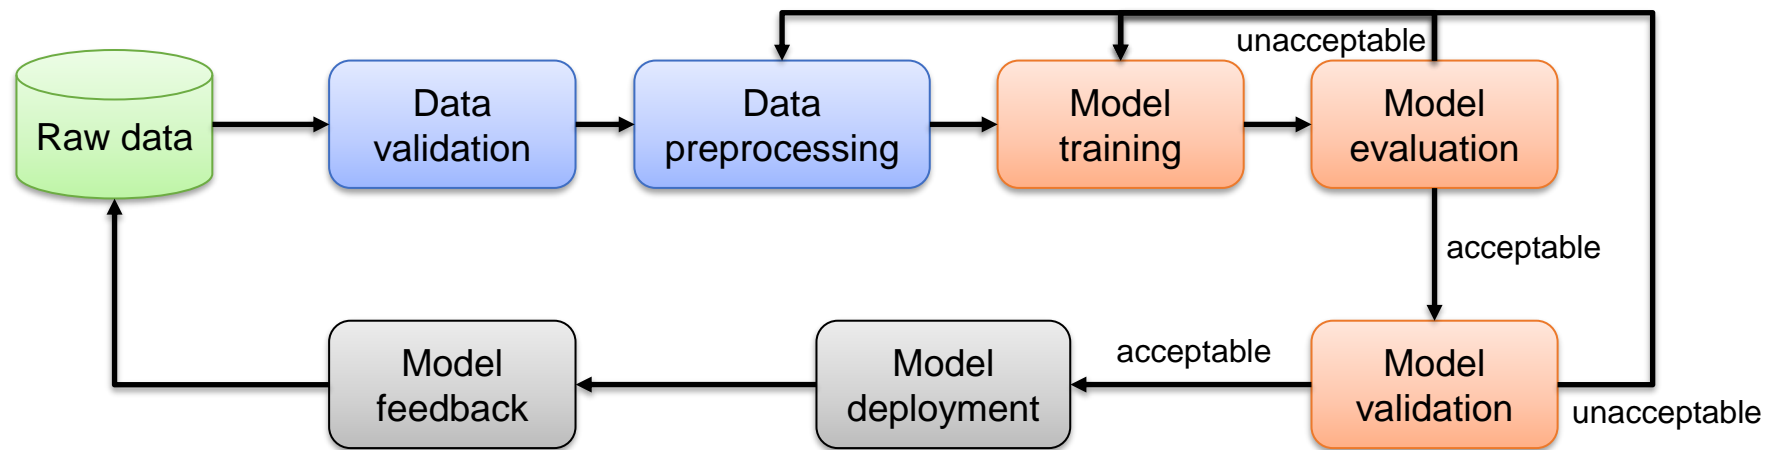 unacceptable
Raw data
Data
validation
Data
preprocessing
Model
training
Model
evaluation
acceptable
Model
feedback
Model
deployment
acceptable
Model
validation
unacceptable